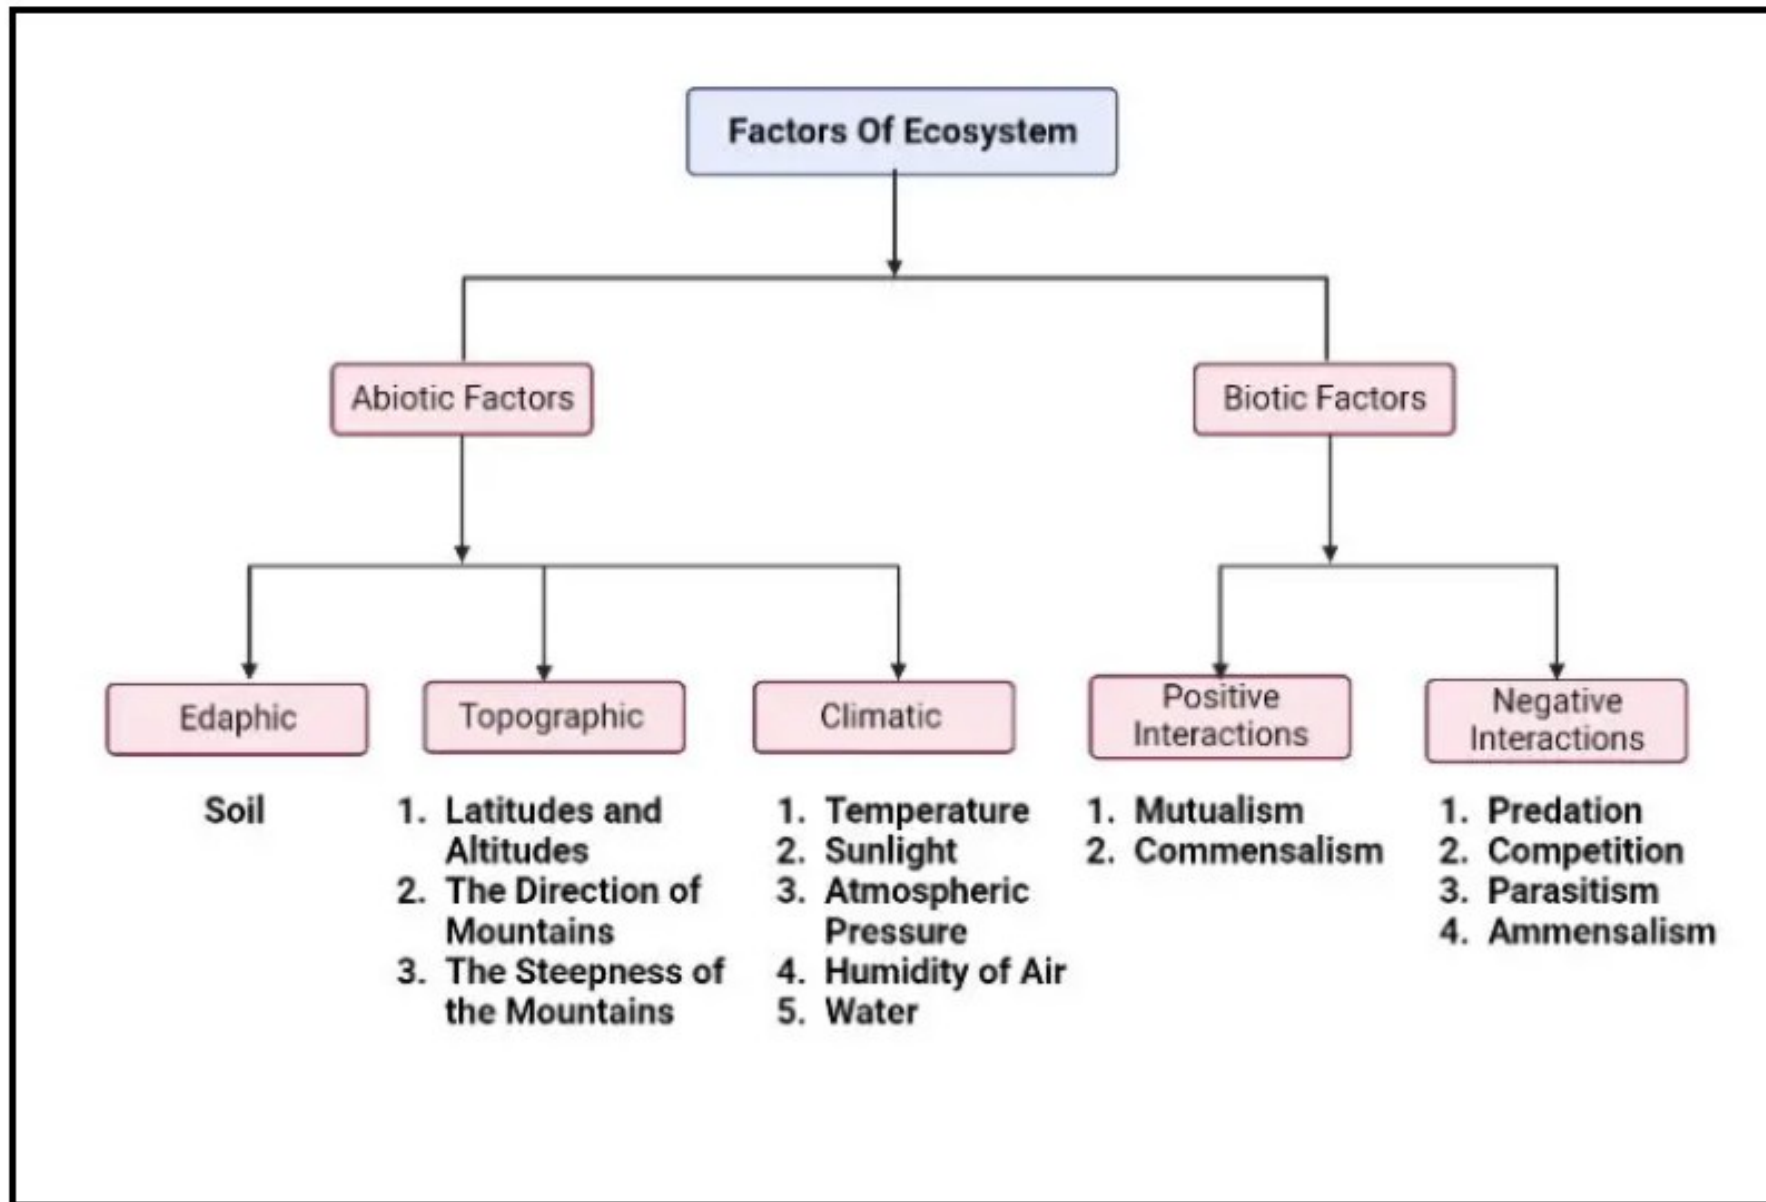 Factors Of Ecosystem
Abiotic Factors
Biotic Factors
Edaphic
Topographic
Climatic
Positive
Interactions
Negative
Interactions
Soil
1. Latitudes and
Altitudes
2. The Direction of
Mountains
3. The Steepness of
the Mountains
1. Temperature
2. Sunlight
3. Atmospheric
Pressure
4. Humidity of Air
5. Water
1. Mutualism
2. Commensalism
1. Predation
2. Competition
3. Parasitism
4. Ammensalism